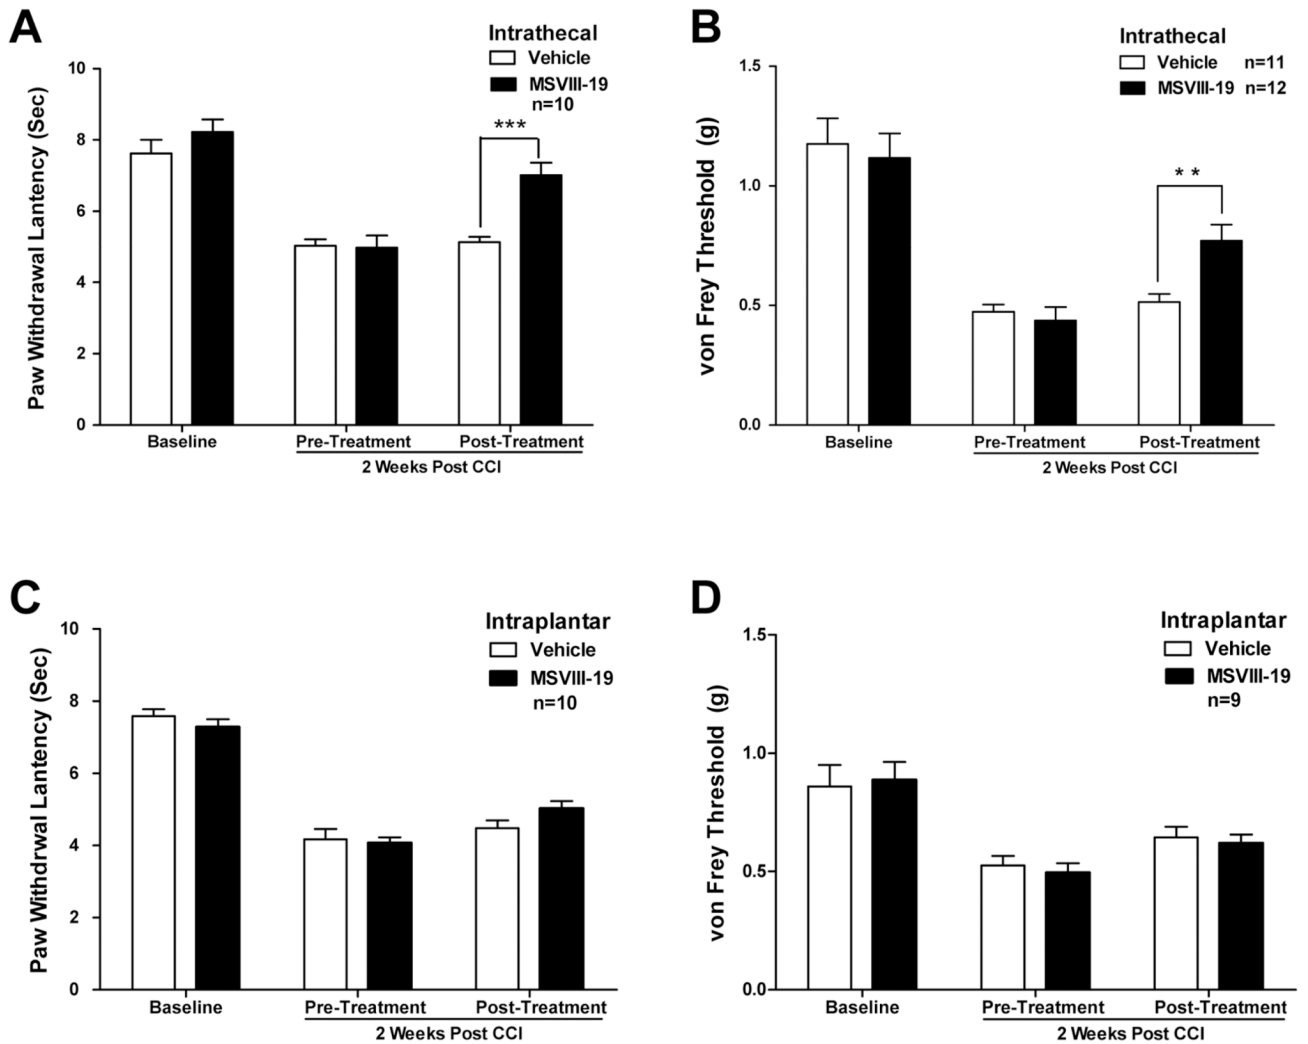 A
Intrathecal
Vehicle
MSVIII-19
n=10
***
Paw Withdrawal Lantency (Sec)
10
8
6
4
2
0
Baseline
Pre-Treatment
Post-Treatment
2 Weeks Post CCI
B
Intrathecal
Vehicle n=11
MSVIII-19 n=12
* *
von Frey Threshold (g)
1.5
1.0
0.5
0.0
Baseline
Pre-Treatment
Post-Treatment
2 Weeks Post CCI
C
Intraplantar
Vehicle
MSVIII-19
n=10
Paw Withdrwal Lantency (Sec)
10
8
6
4
2
0
Baseline
Pre-Treatment
Post-Treatment
2 Weeks Post CCI
D
Intraplantar
Vehicle
MSVIII-19
n=9
von Frey Threshold (g)
1.5
1.0
0.5
0.0
Baseline
Pre-Treatment
Post-Treatment
2 Weeks Post CCI